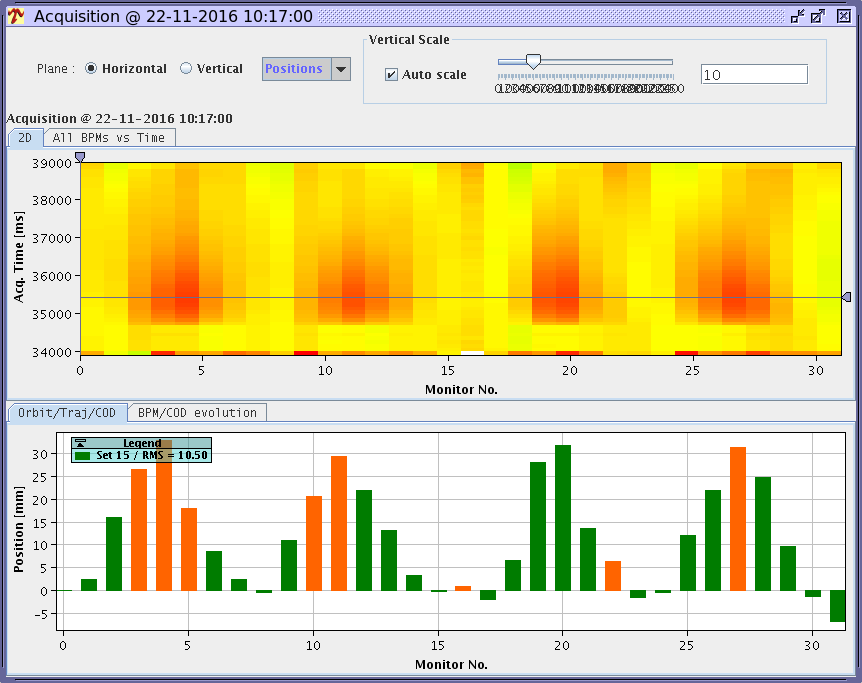 Acquisition @ 22-11-2016 10:17:00
Vertical Scale
Plane : Horizontal Vertical Positions Auto scale 10
Acquisition @ 22-11-2016 10:17:00
2D All BPMs vs Time
39000
38000
37000
36000
35000
34000
Acq. Time [ms]
0 5 10 15 20 25 30
Monitor No.
Orbit/Traj/COD BPM/COD evolution
Legend
Set 15 / RMS = 10.50
30
25
20
15
10
5
0
-5
Position [mm]
0 5 10 15 20 25 30
Monitor No.